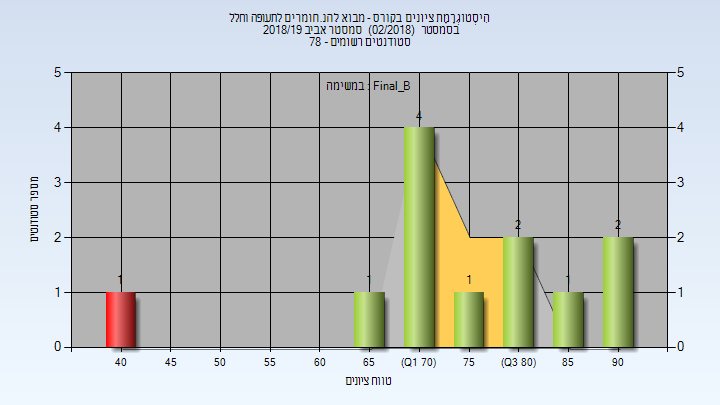 היסטוגרמת ציונים בקורס - מבוא להנ.חומרים לתעופה וחלל
בסמסטר (02/2018) סמסטר אביב 2018/19
סטודנטים רשומים - 78
במשימה : Final_B
5 5
4 4
3 3
2 2
1 1
0 0
1 1 4 1 2 1 2
מספר סטודנטים
40 45 50 55 60 65 (Q1 70) 75 (Q3 80) 85 90
טווח ציונים